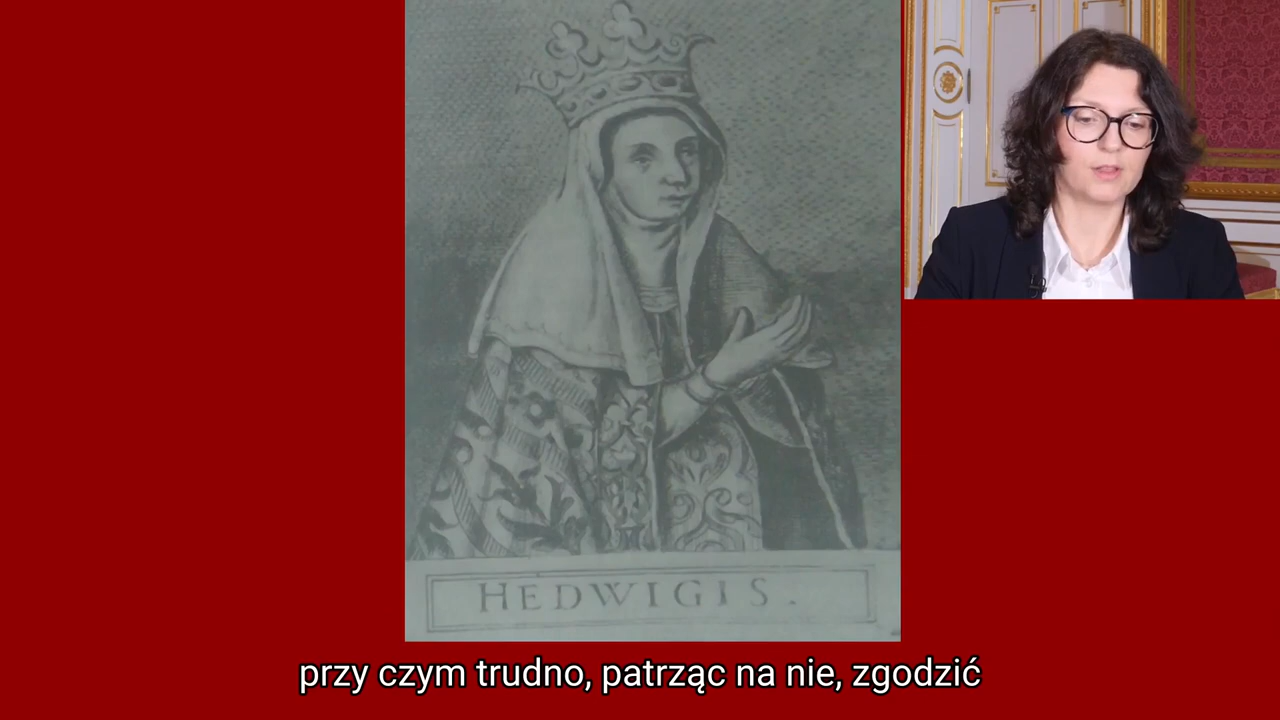 HEDWIGIS.
przy czym trudno, patrząc na nie, zgodzić